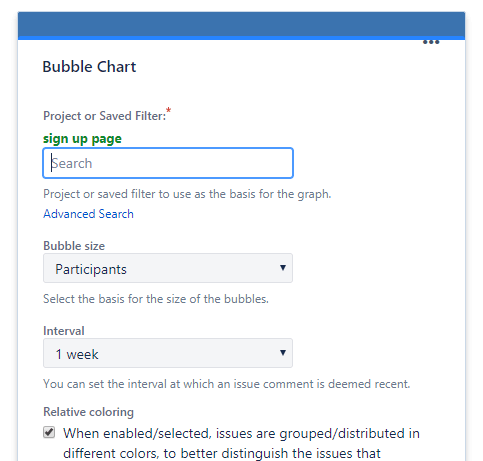 Bubble Chart
Project or Saved Filter:*
sign up page
Search
Project or saved filter to use as the basis for the graph.
Advanced Search
Bubble size
Participants
Select the basis for the size of the bubbles.
Interval
1 week
You can set the interval at which an issue comment is deemed recent.
Relative coloring
When enabled/selected, issues are grouped/distributed in
different colors, to better distinguish the issues that